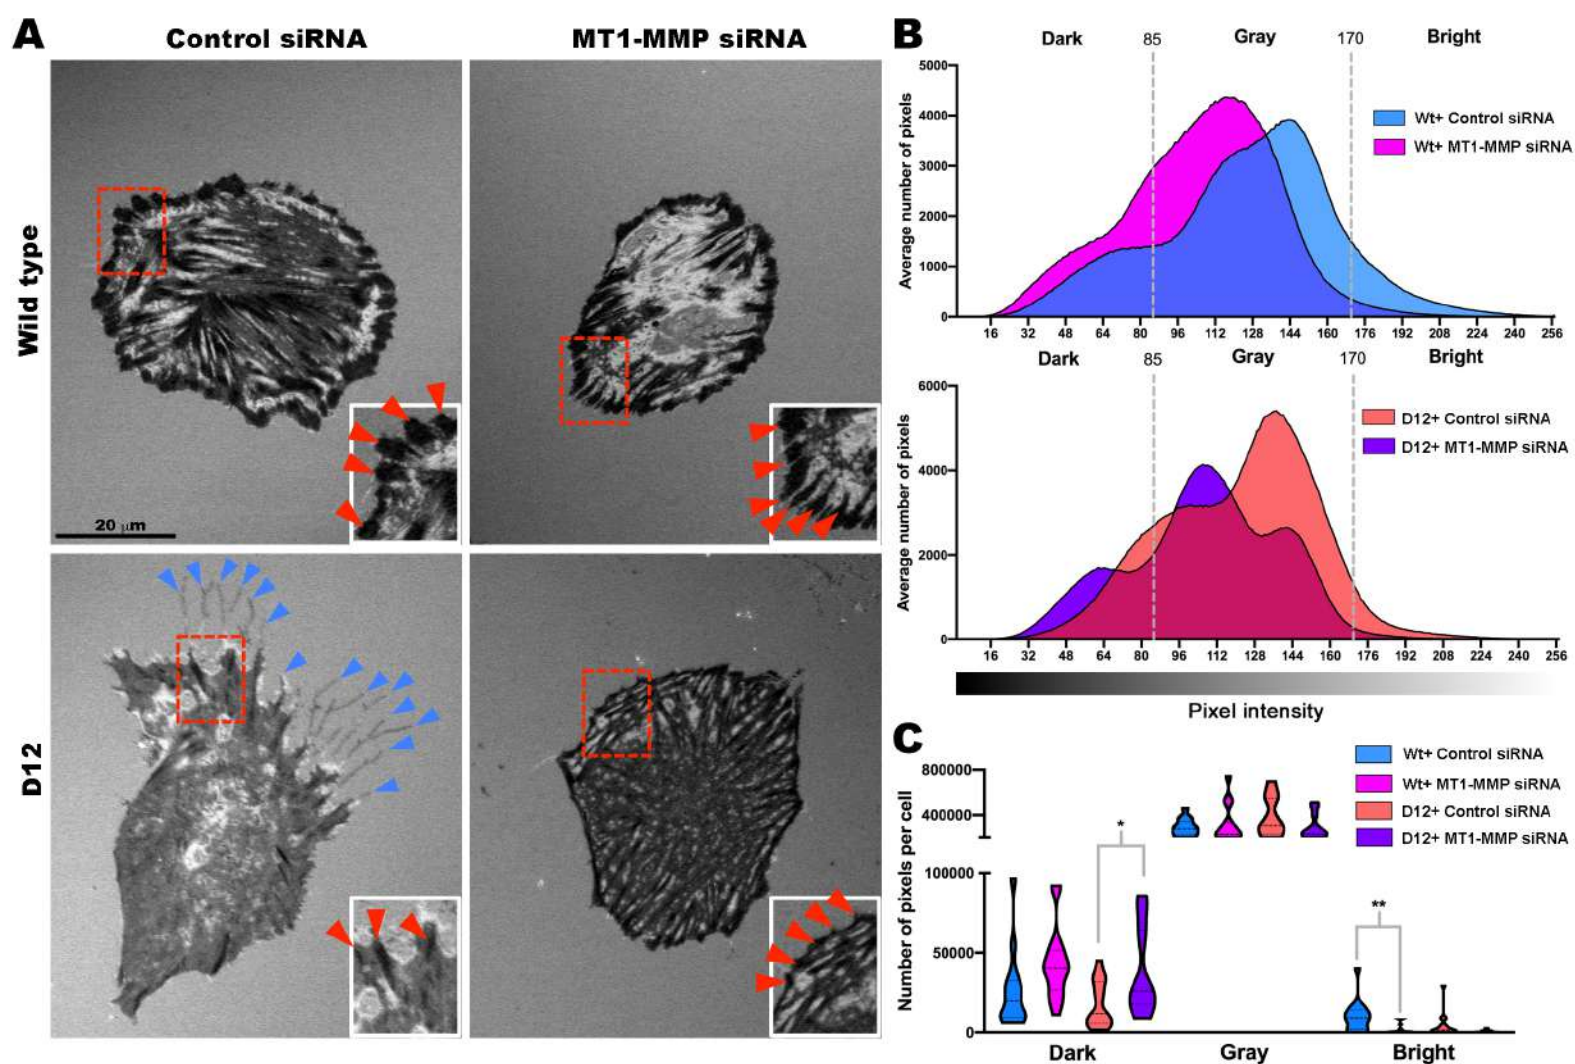 A
Control siRNA
MT1-MMP siRNA
Wild type
D12
20 μm
B
Dark
85
Gray
170
Bright
Average number of pixels
5000
4000
3000
2000
1000
0
Wt+ Control siRNA
Wt+ MT1-MMP siRNA
16 32 48 64 80 96 112 128 144 160 176 192 208 224 240 256
Dark
85
Gray
170
Bright
Average number of pixels
6000
4000
2000
0
D12+ Control siRNA
D12+ MT1-MMP siRNA
16 32 48 64 80 96 112 128 144 160 176 192 208 224 240 256
Pixel intensity
C
Number of pixels per cell
800000
400000
100000
50000
0
*
**
Wt+ Control siRNA
Wt+ MT1-MMP siRNA
D12+ Control siRNA
D12+ MT1-MMP siRNA
Dark
Gray
Bright